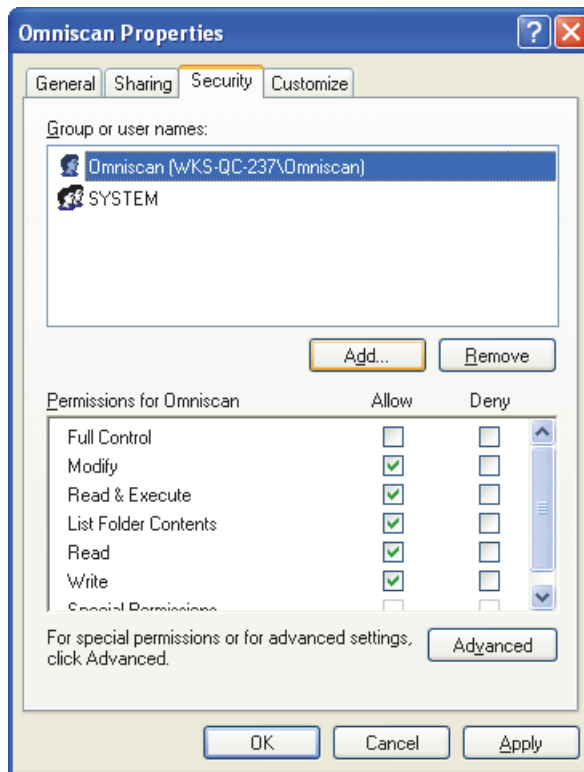 Omniscan Properties
General Sharing Security Customize
Group or user names:
Omniscan (WKS-QC-237\Omniscan)
SYSTEM
Add... Remove
Permissions for Omniscan Allow Deny
Full Control
Modify
Read & Execute
List Folder Contents
Read
Write
Special Permissions
For special permissions or for advanced settings,
click Advanced.
Advanced
OK Cancel Apply